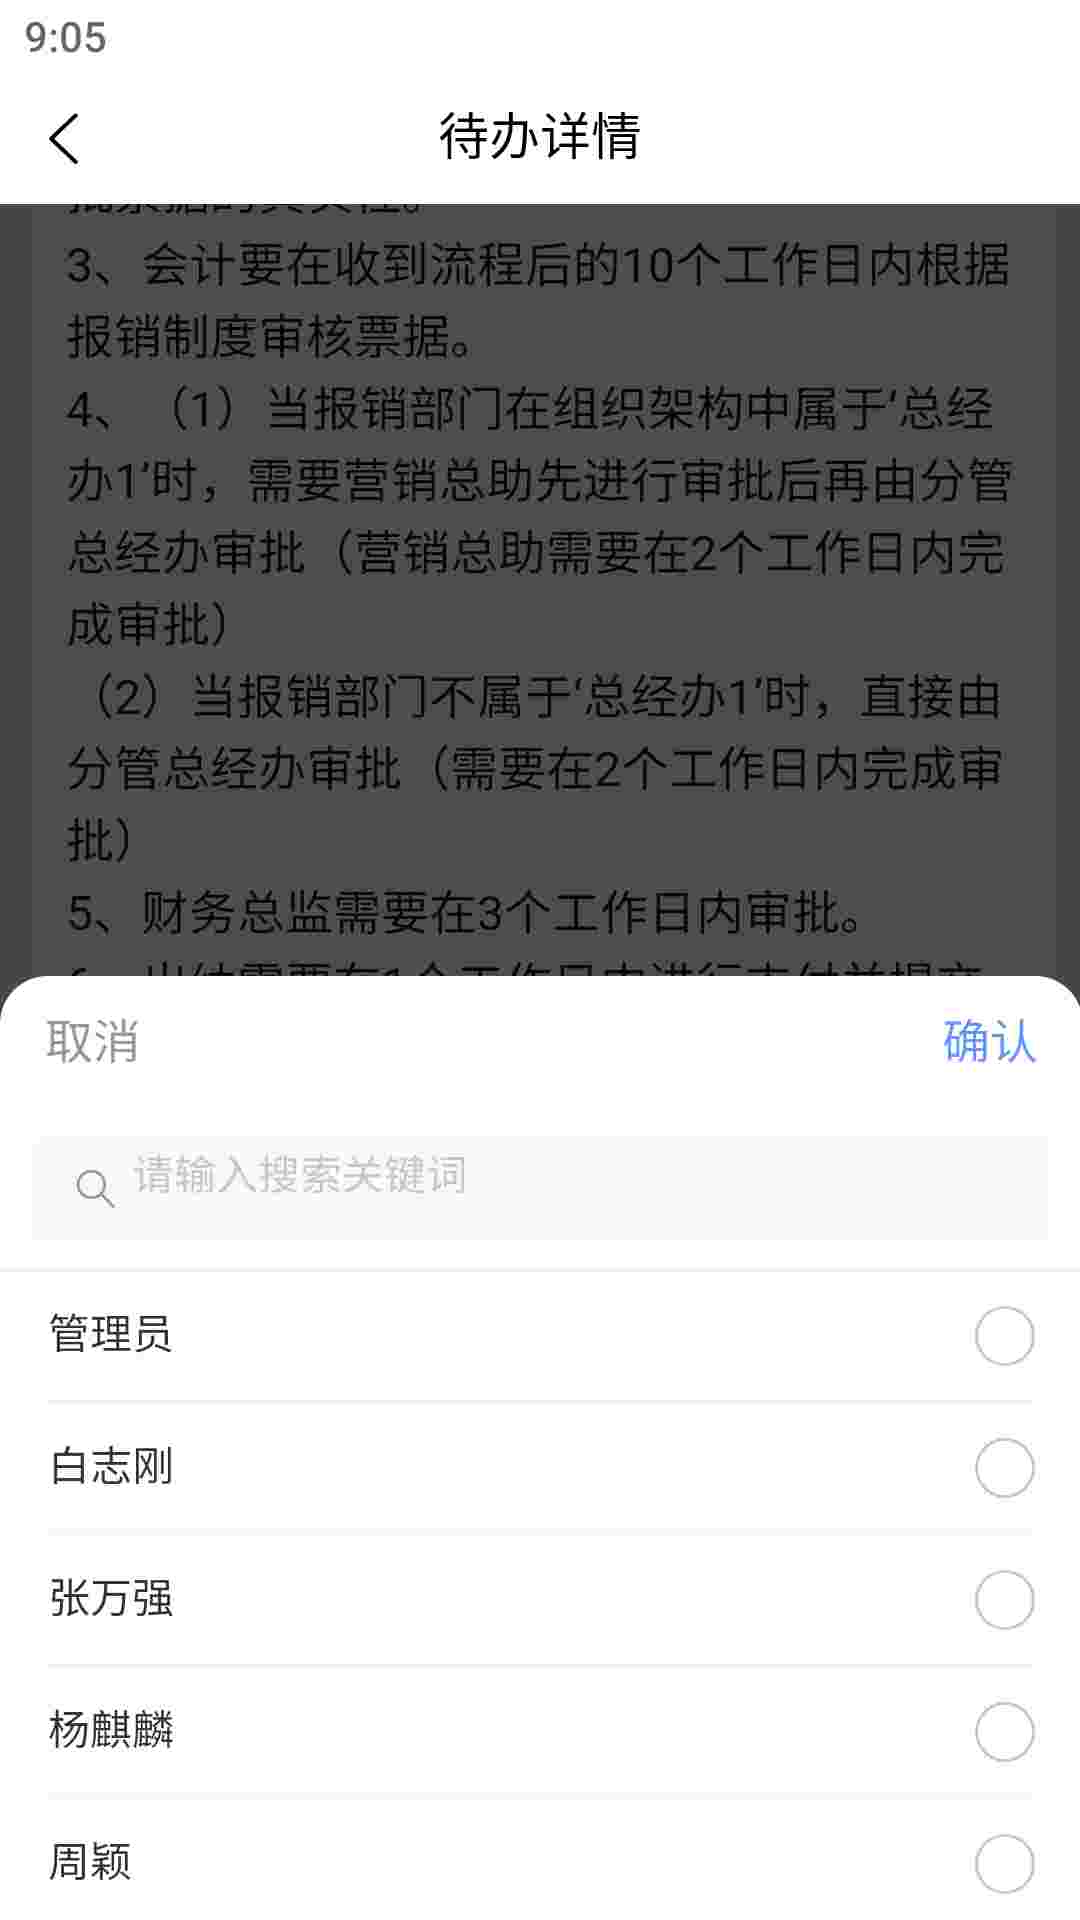 9:05
待办详情
3、会计要在收到流程后的10个工作日内根据
报销制度审核票据。
4、（1）当报销部门在组织架构中属于‘总经
办1’时，需要营销总助先进行审批后再由分管
总经办审批（营销总助需要在2个工作日内完
成审批）
（2）当报销部门不属于‘总经办1’时，直接由
分管总经办审批（需要在2个工作日内完成审
批）
5、财务总监需要在3个工作日内审批。
取消
确认
请输入搜索关键词
管理员
白志刚
张万强
杨麒麟
周颖